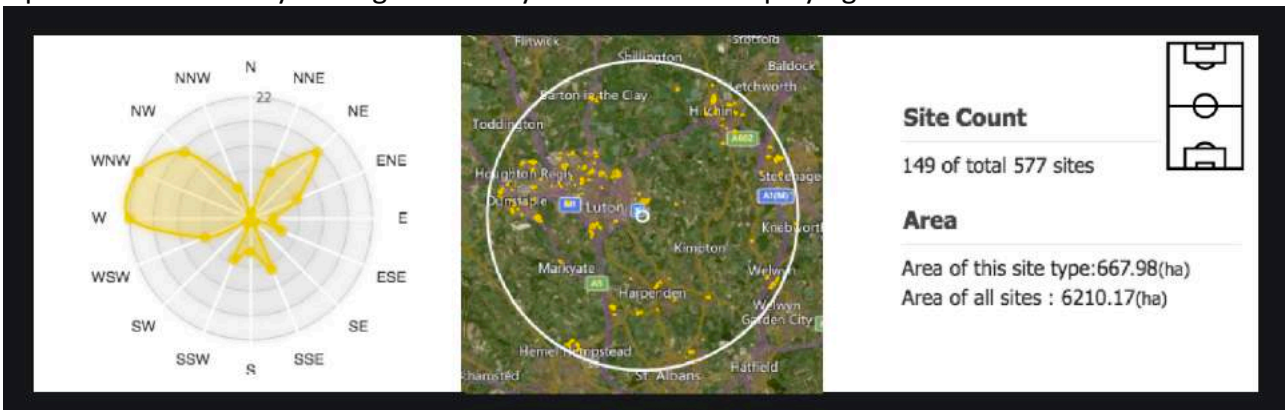 N
22
NNW
NNE
NW
NE
WNW
ENE
W
E
WSW
ESE
SW
SE
SSW
SSE
S
Flitwick
Shillington
Stotfold
Baldock
Barton in the Clay
Letchworth
Hitchin
Toddington
A602
Houghton Regis
Stevenage
Dunstable
M1
Luton
A1(M)
Knebworth
Kimpton
Markyate
Welwyn
A5
Harpenden
Welwyn
Garden City
Hemel Hempstead
khamsted
St. Albans
Hatfield
Site Count
149 of total 577 sites
Area
Area of this site type:667.98(ha)
Area of all sites : 6210.17(ha)